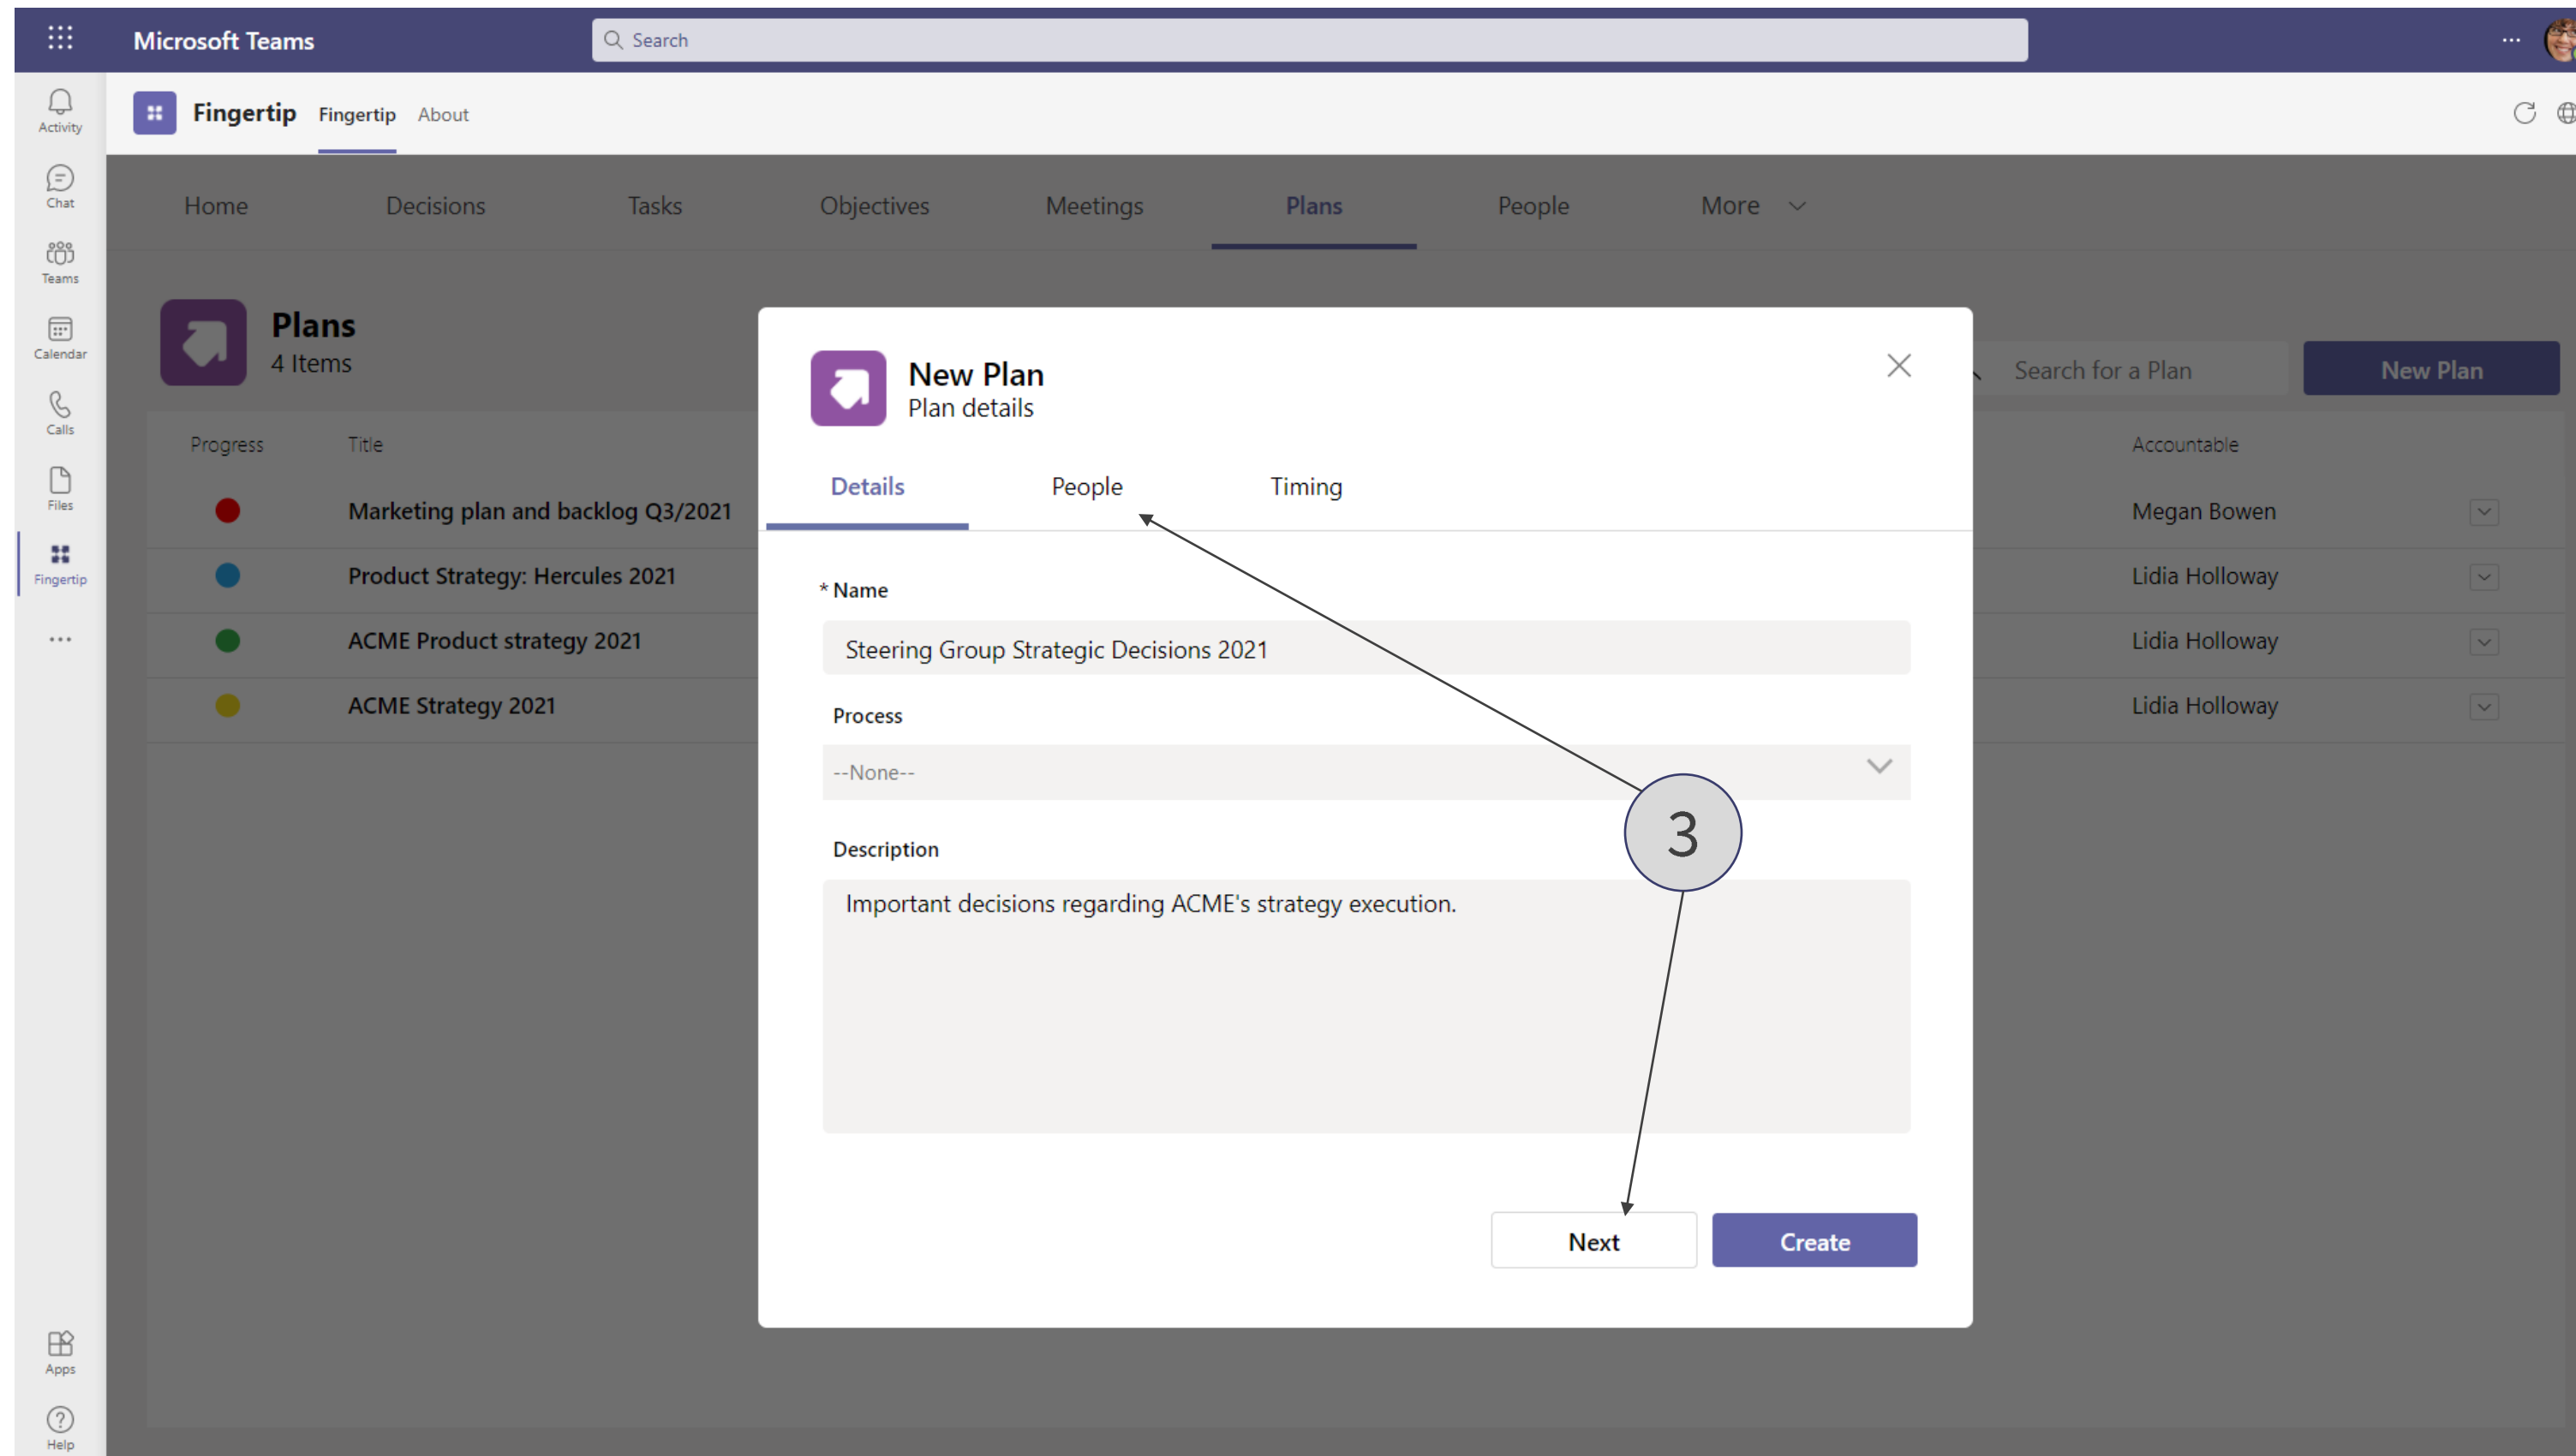 Microsoft Teams
Search
Activity
Chat
Teams
Calendar
Calls
Files
Fingertip
Apps
Help
Fingertip Fingertip About
Home Decisions Tasks Objectives Meetings Plans People More
Plans
4 Items
Search for a Plan
New Plan
Progress Title Accountable
Marketing plan and backlog Q3/2021 Megan Bowen
Product Strategy: Hercules 2021 Lidia Holloway
ACME Product strategy 2021 Lidia Holloway
ACME Strategy 2021 Lidia Holloway
New Plan
Plan details
Details People Timing
* Name
Steering Group Strategic Decisions 2021
Process
--None--
3
Description
Important decisions regarding ACME's strategy execution.
Next Create